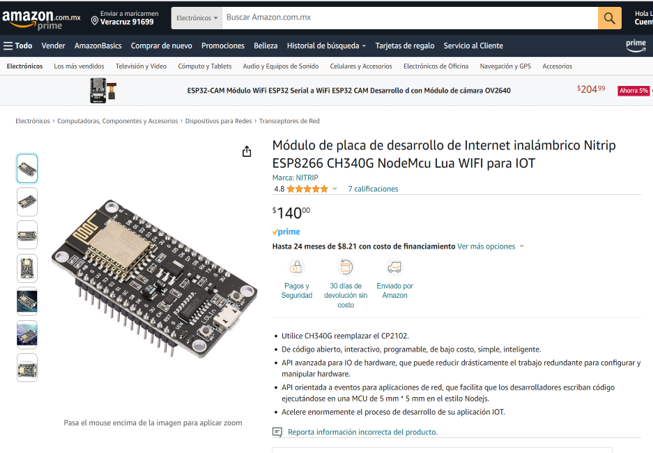 amazon.com.mx
prime
Enviar a maricarmen
Veracruz 91699
Electrónicos
Buscar Amazon.com.mx
Hola L
Cuent
Todo
Vender
AmazonBasics
Comprar de nuevo
Promociones
Belleza
Historial de búsqueda
Tarjetas de regalo
Servicio al Cliente
prime
Electrónicos
Los más vendidos
Televisión y Video
Cómputo y Tablets
Audio y Equipos de Sonido
Celulares y Accesorios
Electrónicos de Oficina
Navegación y GPS
Accesorios
ESP32-CAM Módulo WiFi ESP32 Serial a WiFi ESP32 CAM Desarrollo d con Módulo de cámara OV2640
$204⁹⁹
Ahorra 5%
Electrónicos › Computadoras, Componentes y Accesorios › Dispositivos para Redes › Transceptores de Red
Módulo de placa de desarrollo de Internet inalámbrico Nitrip
ESP8266 CH340G NodeMcu Lua WIFI para IOT
Marca: NITRIP
4.8
7 calificaciones
$140⁰⁰
prime
Hasta 24 meses de $8.21 con costo de financiamiento Ver más opciones
Pagos y
Seguridad
30 días de
devolución sin
costo
Enviado por
Amazon
Utilice CH340G reemplazar el CP2102.
De código abierto, interactivo, programable, de bajo costo, simple, inteligente.
API avanzada para IO de hardware, que puede reducir drásticamente el trabajo redundante para configurar y
manipular hardware.
API orientada a eventos para aplicaciones de red, que facilita que los desarrolladores escriban código
ejecutándose en una MCU de 5 mm * 5 mm en el estilo Nodejs.
Acelere enormemente el proceso de desarrollo de su aplicación IOT.
Pasa el mouse encima de la imagen para aplicar zoom
Reporta información incorrecta del producto.